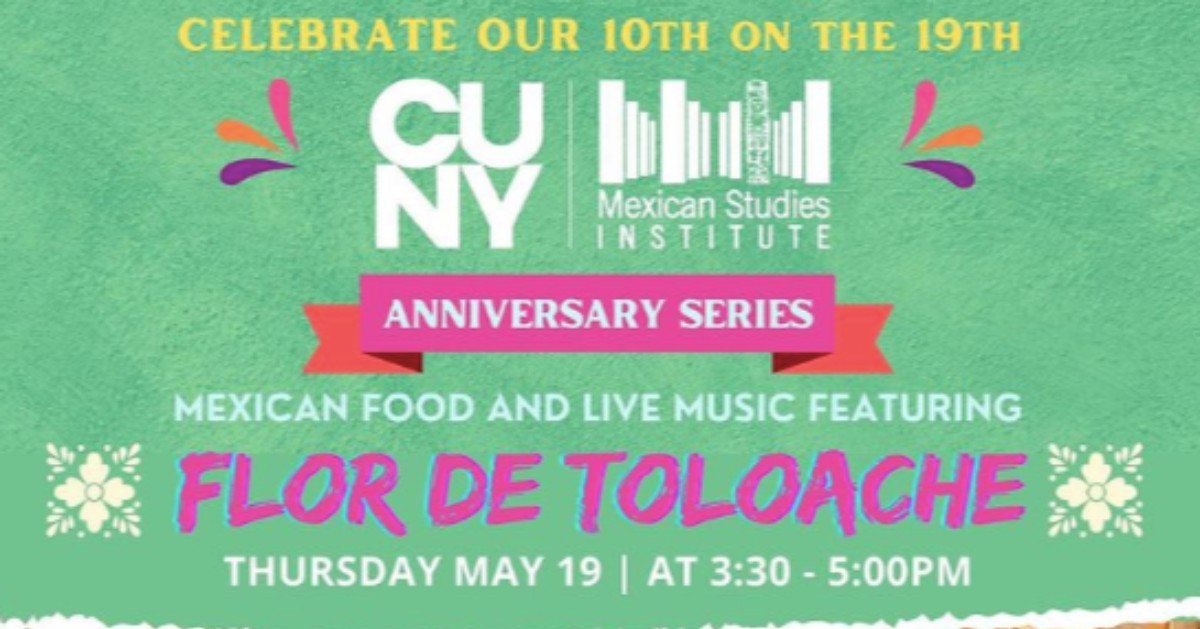 CELEBRATE OUR 10TH ON THE 19TH
CU
NY
Mexican Studies
INSTITUTE
ANNIVERSARY SERIES
MEXICAN FOOD AND LIVE MUSIC FEATURING
FLOR DE TOLOACHE
THURSDAY MAY 19 | AT 3:30 - 5:00PM